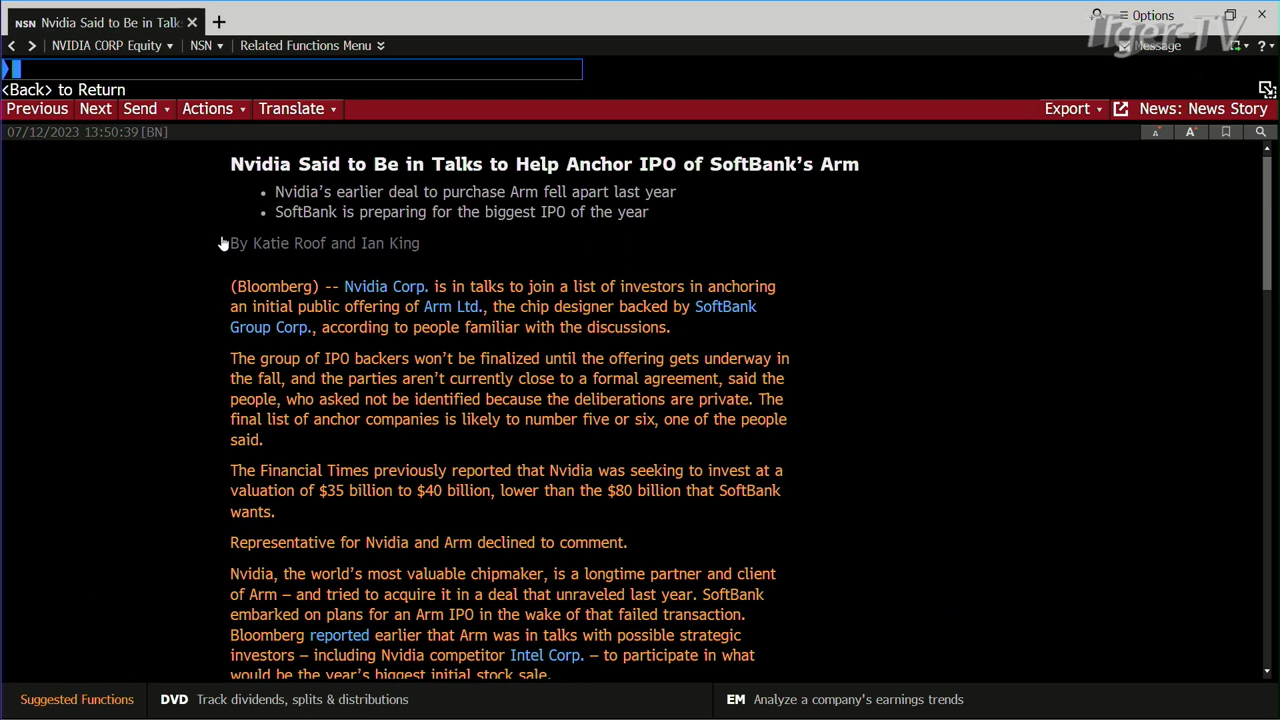 NSN Nvidia Said to Be in Talk
Options
NVIDIA CORP Equity
NSN
Related Functions Menu
Message
Tiger-TV
<Back> to Return
Previous Next Send Actions Translate Export News: News Story
07/12/2023 13:50:39 [BN]
Nvidia Said to Be in Talks to Help Anchor IPO of SoftBank's Arm
• Nvidia's earlier deal to purchase Arm fell apart last year
• SoftBank is preparing for the biggest IPO of the year
By Katie Roof and Ian King
(Bloomberg) -- Nvidia Corp. is in talks to join a list of investors in anchoring
an initial public offering of Arm Ltd., the chip designer backed by SoftBank
Group Corp., according to people familiar with the discussions.
The group of IPO backers won't be finalized until the offering gets underway in
the fall, and the parties aren't currently close to a formal agreement, said the
people, who asked not be identified because the deliberations are private. The
final list of anchor companies is likely to number five or six, one of the people
said.
The Financial Times previously reported that Nvidia was seeking to invest at a
valuation of $35 billion to $40 billion, lower than the $80 billion that SoftBank
wants.
Representative for Nvidia and Arm declined to comment.
Nvidia, the world's most valuable chipmaker, is a longtime partner and client
of Arm – and tried to acquire it in a deal that unraveled last year. SoftBank
embarked on plans for an Arm IPO in the wake of that failed transaction.
Bloomberg reported earlier that Arm was in talks with possible strategic
investors – including Nvidia competitor Intel Corp. – to participate in what
would be the year's biggest initial stock sale.
Suggested Functions DVD Track dividends, splits & distributions EM Analyze a company's earnings trends